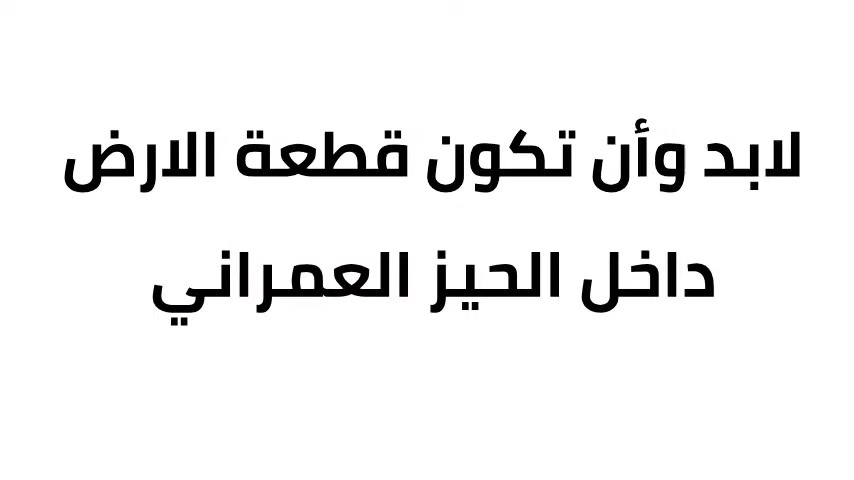 لابد وأن تكون قطعة الارض
داخل الحيز العمراني